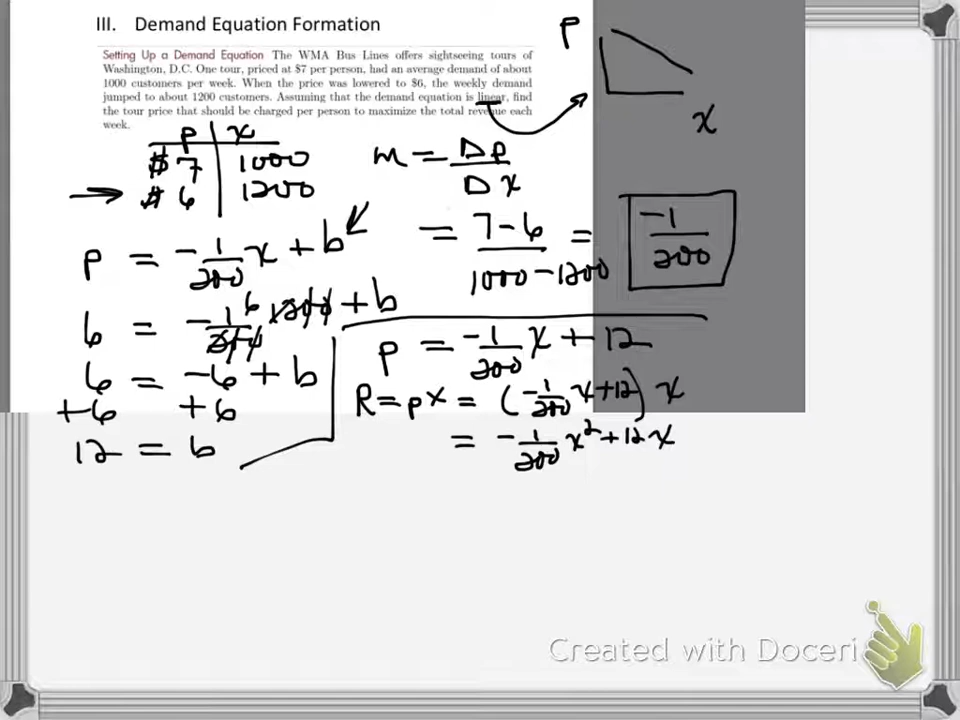 III. Demand Equation Formation
Setting Up a Demand Equation The WMA Bus Lines offers sightseeing tours of
Washington, D.C. One tour, priced at $7 per person, had an average demand of about
1000 customers per week. When the price was lowered to $6, the weekly demand
jumped to about 1200 customers. Assuming that the demand equation is linear, find
the tour price that should be charged per person to maximize the total revenue each
week.
p
x
p | x
$7 | 1000
$6 | 1200
m = Δp/Δx
= (7-6)/(1000-1200) = -1/200
p = -1/200 x + b
6 = -1/200 · 1200 + b
6
6 = -6 + b
+6 +6
12 = b
p = -1/200 x + 12
R = px = (-1/200 x + 12) x
= -1/200 x² + 12x
Created with Doceri